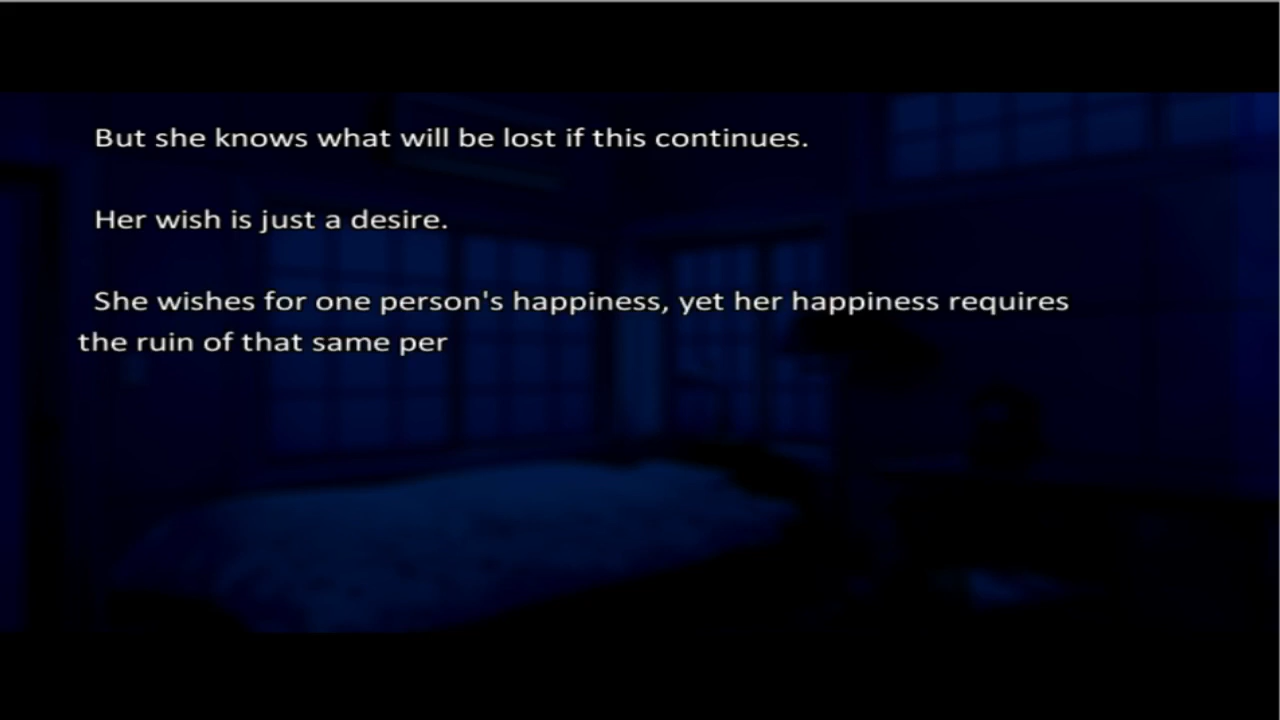 But she knows what will be lost if this continues.
Her wish is just a desire.
She wishes for one person's happiness, yet her happiness requires
the ruin of that same per